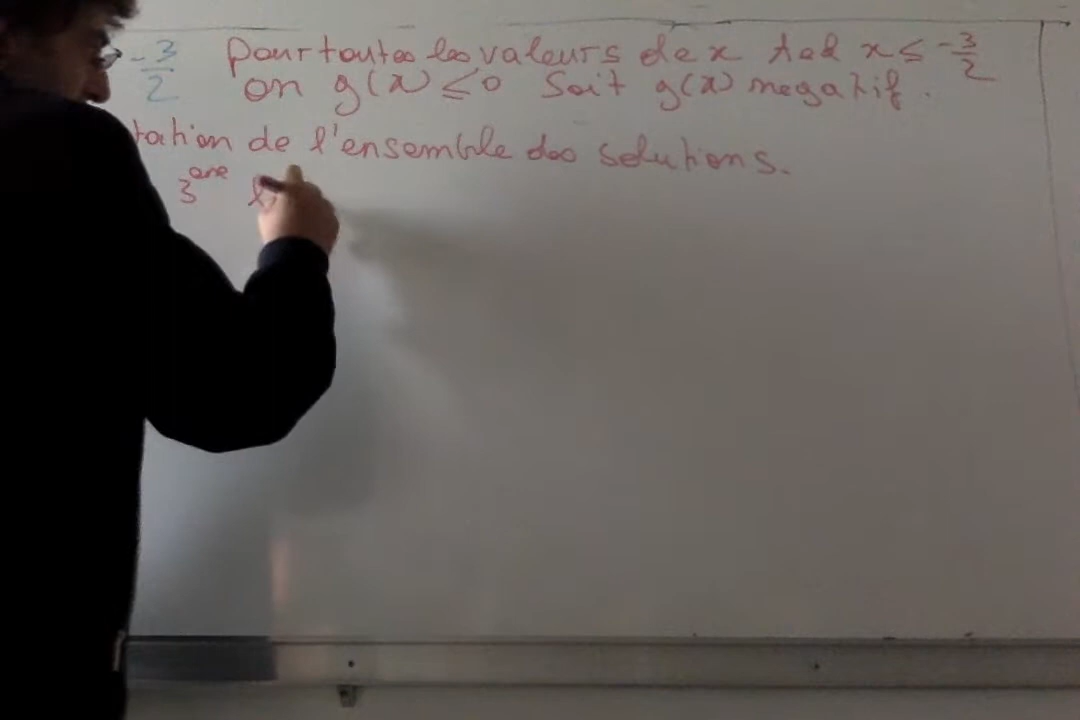 -3/2 pour toutes les valeurs de x tel x ≤ -3/2
on g(x) ≤ 0 Soit g(x) negatif.
tation de l'ensemble des solutions.
3